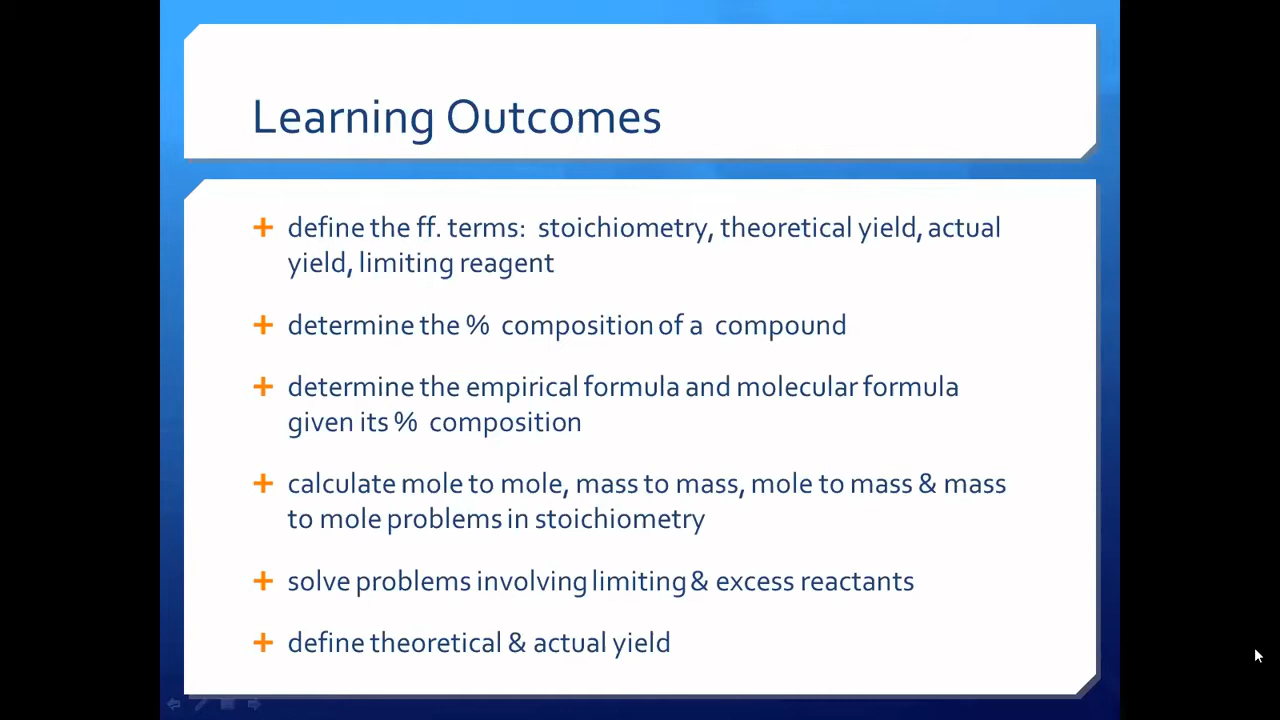 Learning Outcomes
define the ff. terms: stoichiometry, theoretical yield, actual
yield, limiting reagent
determine the % composition of a compound
determine the empirical formula and molecular formula
given its % composition
calculate mole to mole, mass to mass, mole to mass & mass
to mole problems in stoichiometry
solve problems involving limiting & excess reactants
define theoretical & actual yield